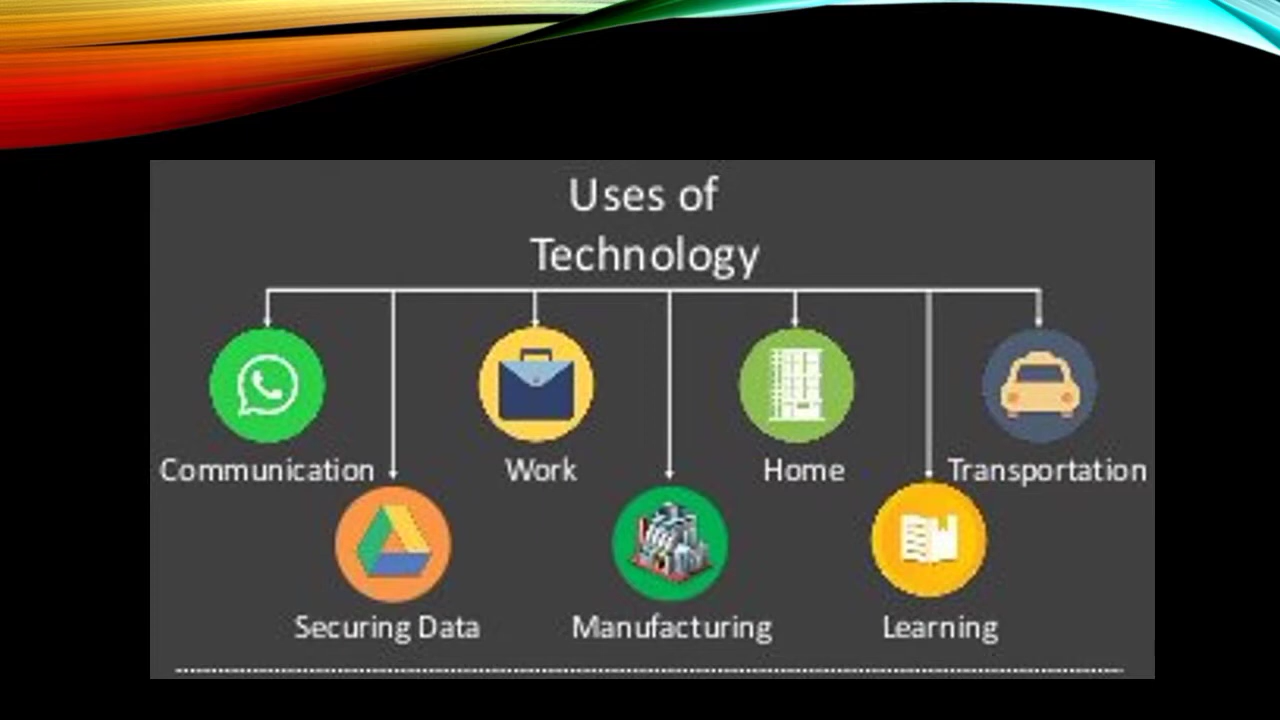 Uses of
Technology
Communication
Work
Home
Transportation
Securing Data
Manufacturing
Learning